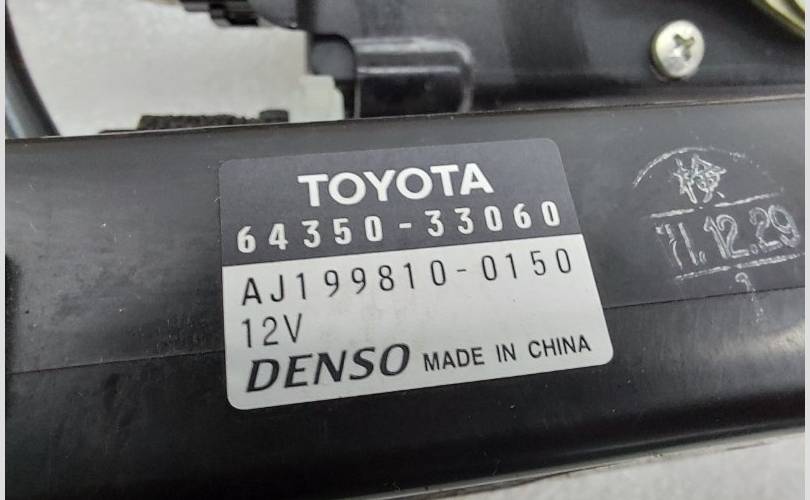 TOYOTA
64350-33060
AJ199810-0150
12V
DENSO MADE IN CHINA
検
11.12.29